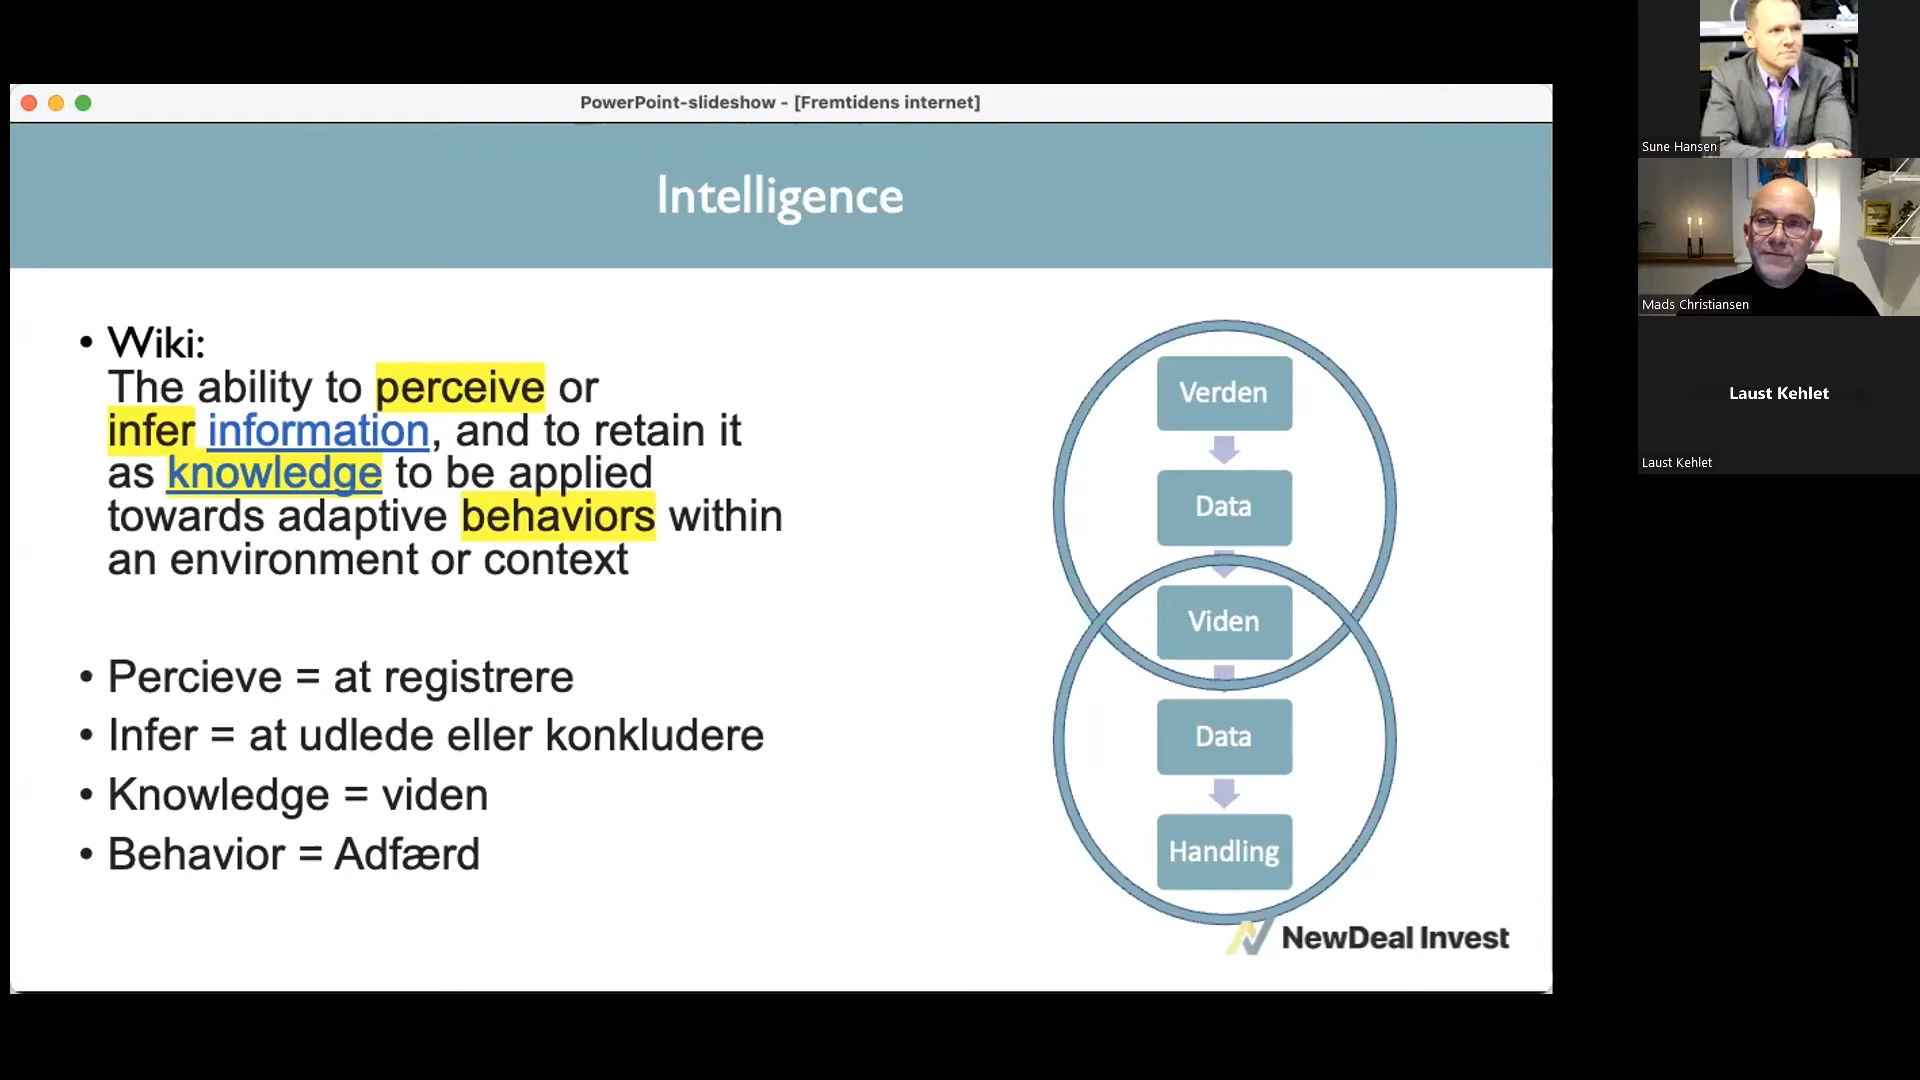 PowerPoint-slideshow - [Fremtidens internet]
Intelligence
• Wiki:
The ability to perceive or
infer information, and to retain it
as knowledge to be applied
towards adaptive behaviors within
an environment or context
• Percieve = at registrere
• Infer = at udlede eller konkludere
• Knowledge = viden
• Behavior = Adfærd
Verden
Data
Viden
Data
Handling
NewDeal Invest
Sune Hansen
Mads Christiansen
Laust Kehlet
Laust Kehlet